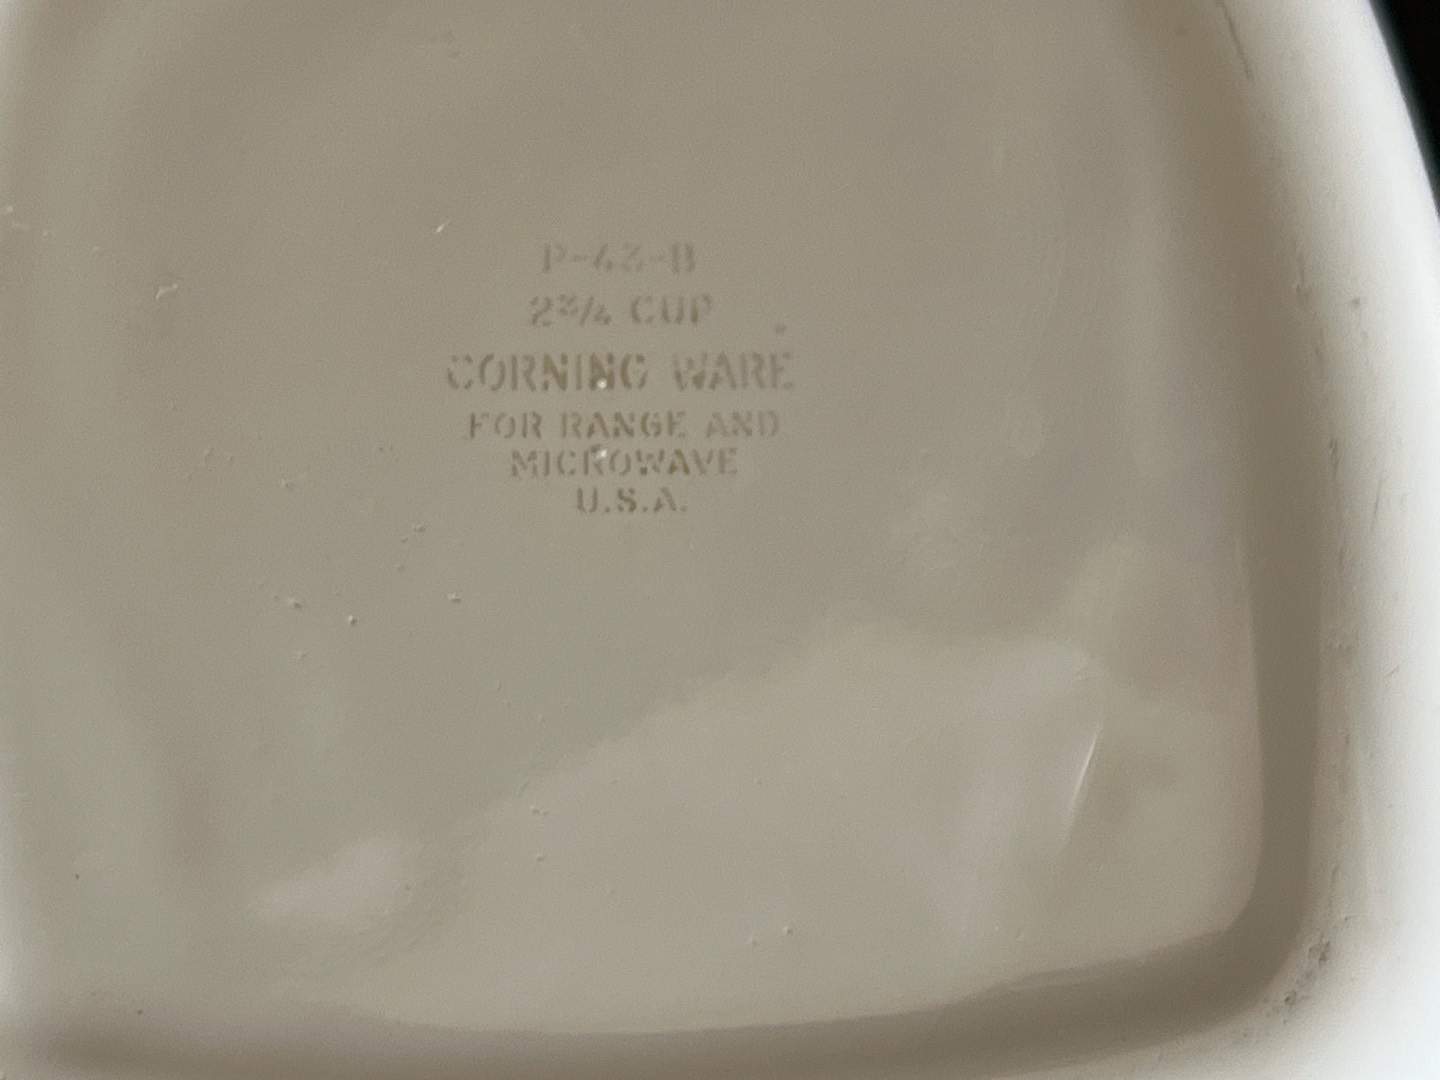 P-43-B
2¾ CUP
CORNING WARE
FOR RANGE AND
MICROWAVE
U.S.A.